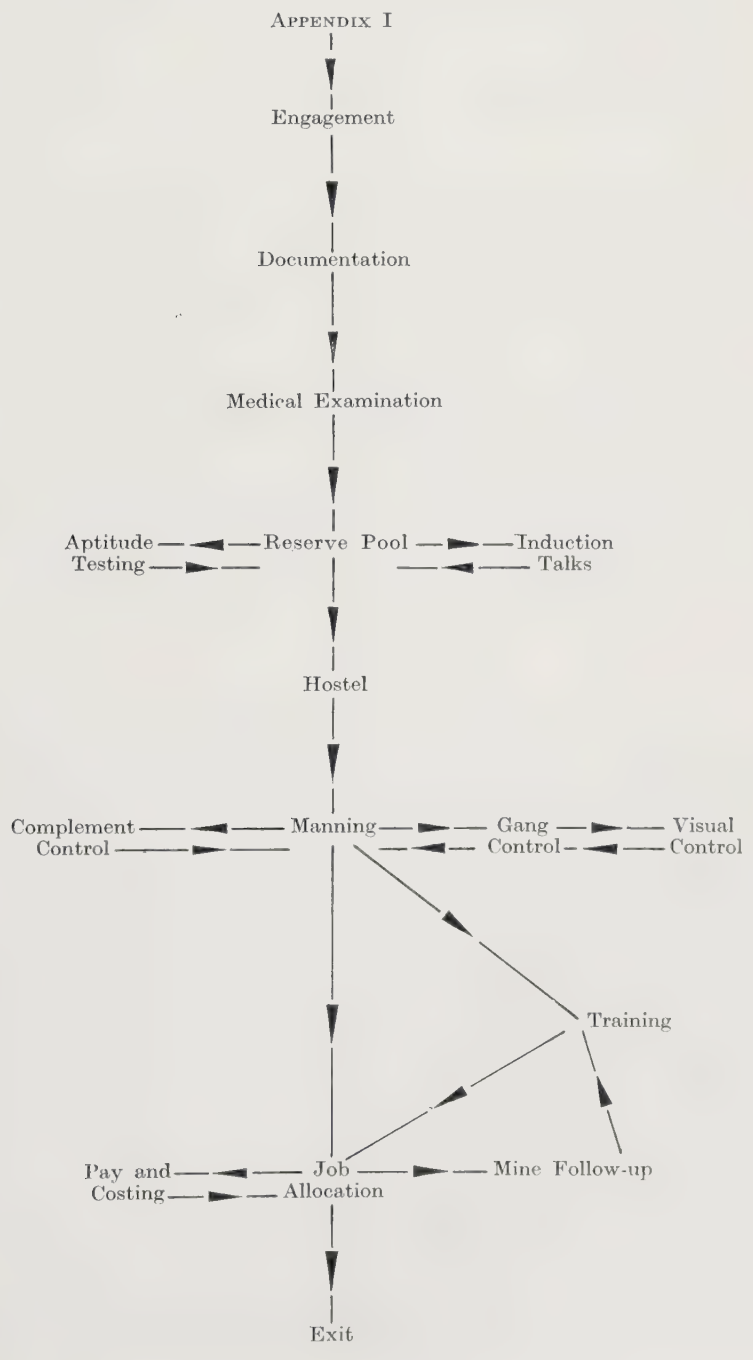 APPENDIX I
Engagement
Documentation
Medical Examination
Aptitude Reserve Pool Induction
Testing Talks
Hostel
Complement Manning Gang Visual
Control Control Control
Training
Pay and Job Mine Follow-up
Costing Allocation
Exit